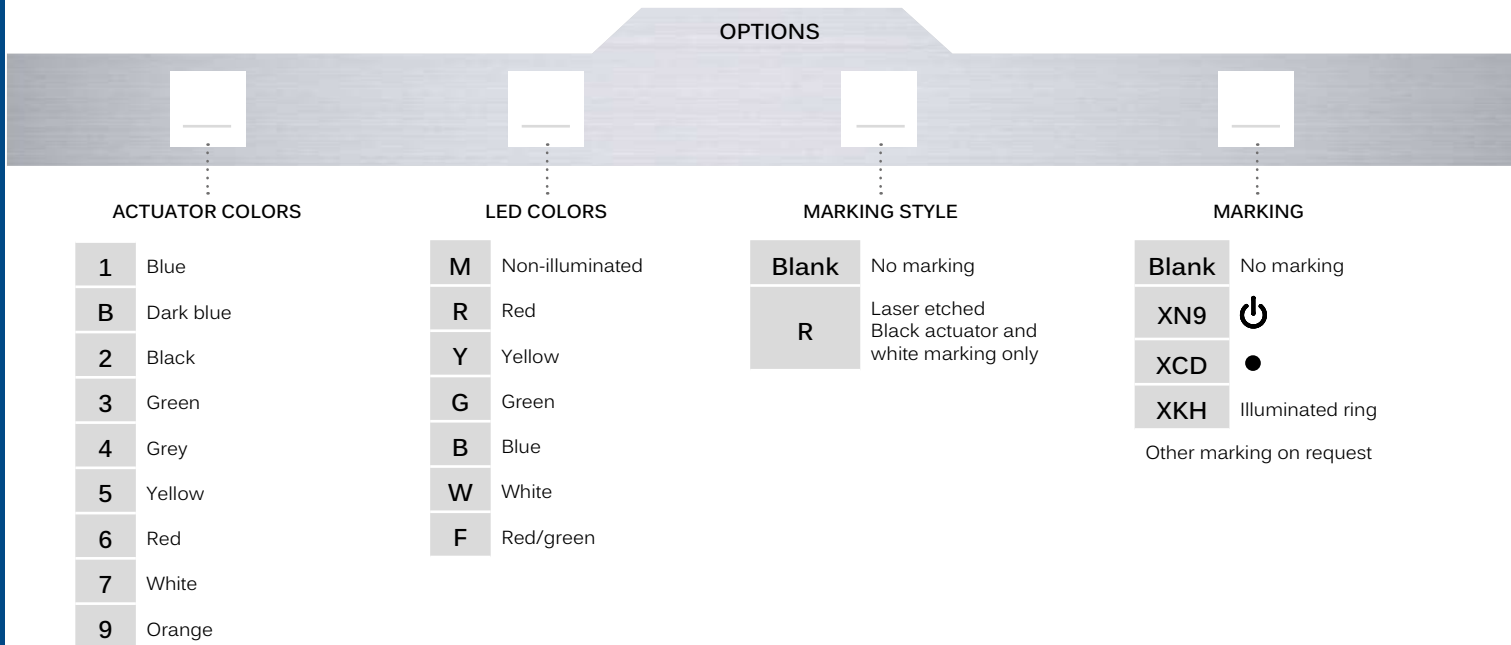 OPTIONS
ACTUATOR COLORS
1 Blue
B Dark blue
2 Black
3 Green
4 Grey
5 Yellow
6 Red
7 White
9 Orange
LED COLORS
M Non-illuminated
R Red
Y Yellow
G Green
B Blue
W White
F Red/green
MARKING STYLE
Blank No marking
R Laser etched
Black actuator and
white marking only
MARKING
Blank No marking
XN9
XCD
XKH Illuminated ring
Other marking on request